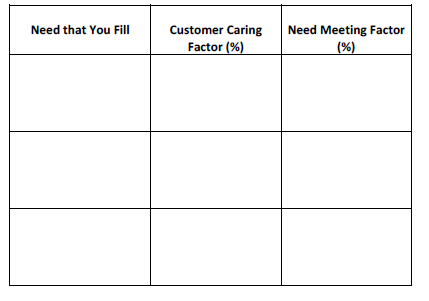 Need that You Fill
Customer Caring
Factor (%)
Need Meeting Factor
(%)